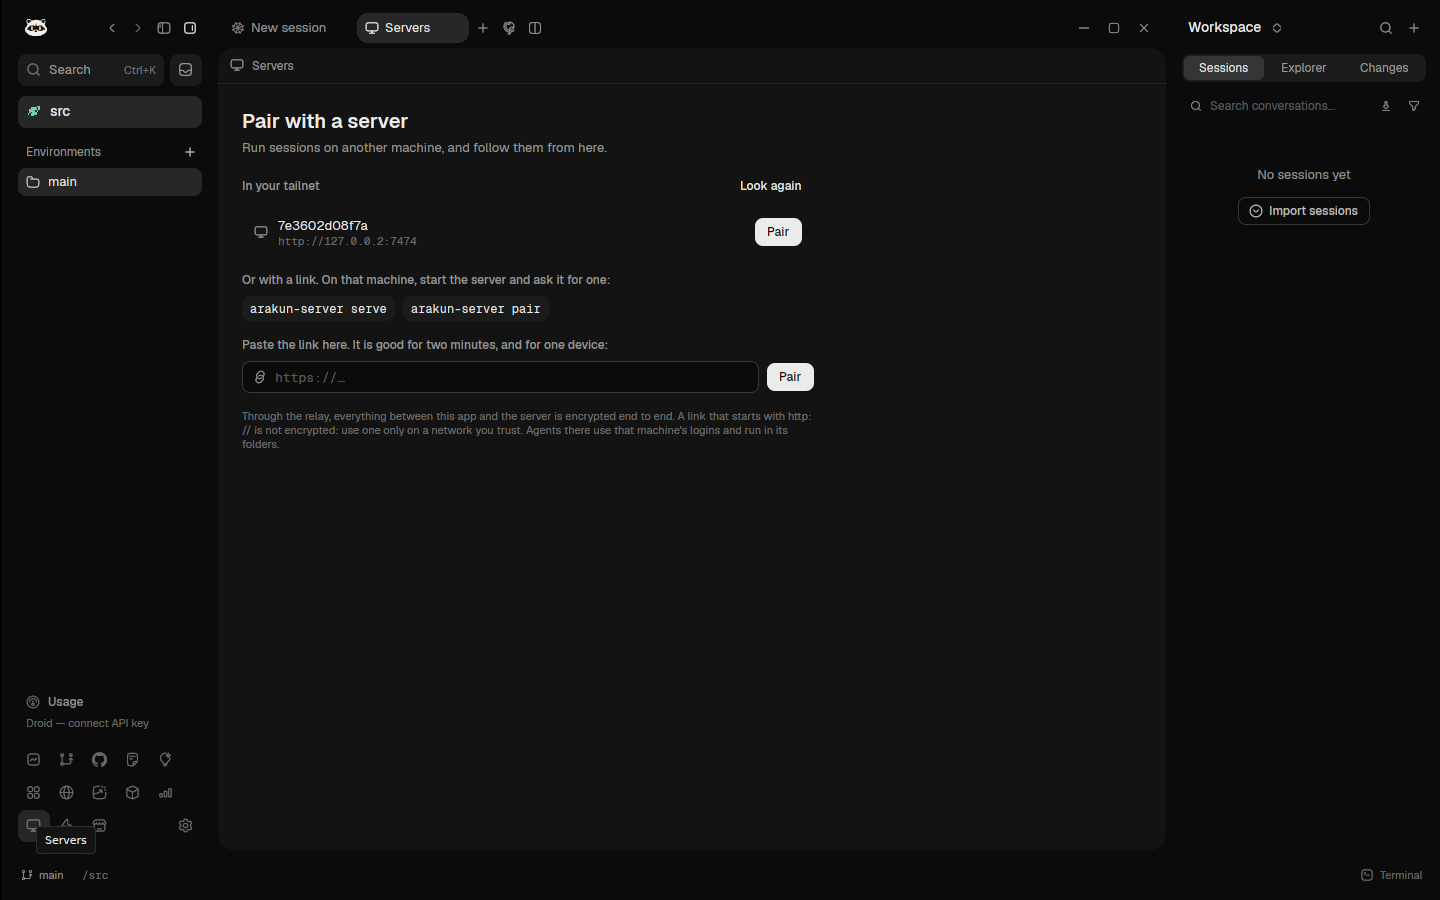 New session
Servers
Workspace
Search
Ctrl+K
src
Environments
main
Servers
Pair with a server
Run sessions on another machine, and follow them from here.
In your tailnet
Look again
7e3602d08f7a
http://127.0.0.2:7474
Pair
Or with a link. On that machine, start the server and ask it for one:
arakun-server serve
arakun-server pair
Paste the link here. It is good for two minutes, and for one device:
https://…
Pair
Through the relay, everything between this app and the server is encrypted end to end. A link that starts with http:
// is not encrypted: use one only on a network you trust. Agents there use that machine's logins and run in its
folders.
Sessions
Explorer
Changes
Search conversations...
No sessions yet
Import sessions
Usage
Droid — connect API key
Servers
main
/src
Terminal